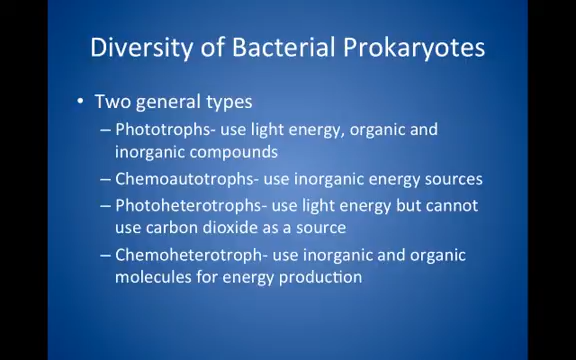 Diversity of Bacterial Prokaryotes
• Two general types
– Phototrophs- use light energy, organic and
inorganic compounds
– Chemoautotrophs- use inorganic energy sources
– Photoheterotrophs- use light energy but cannot
use carbon dioxide as a source
– Chemoheterotroph- use inorganic and organic
molecules for energy production